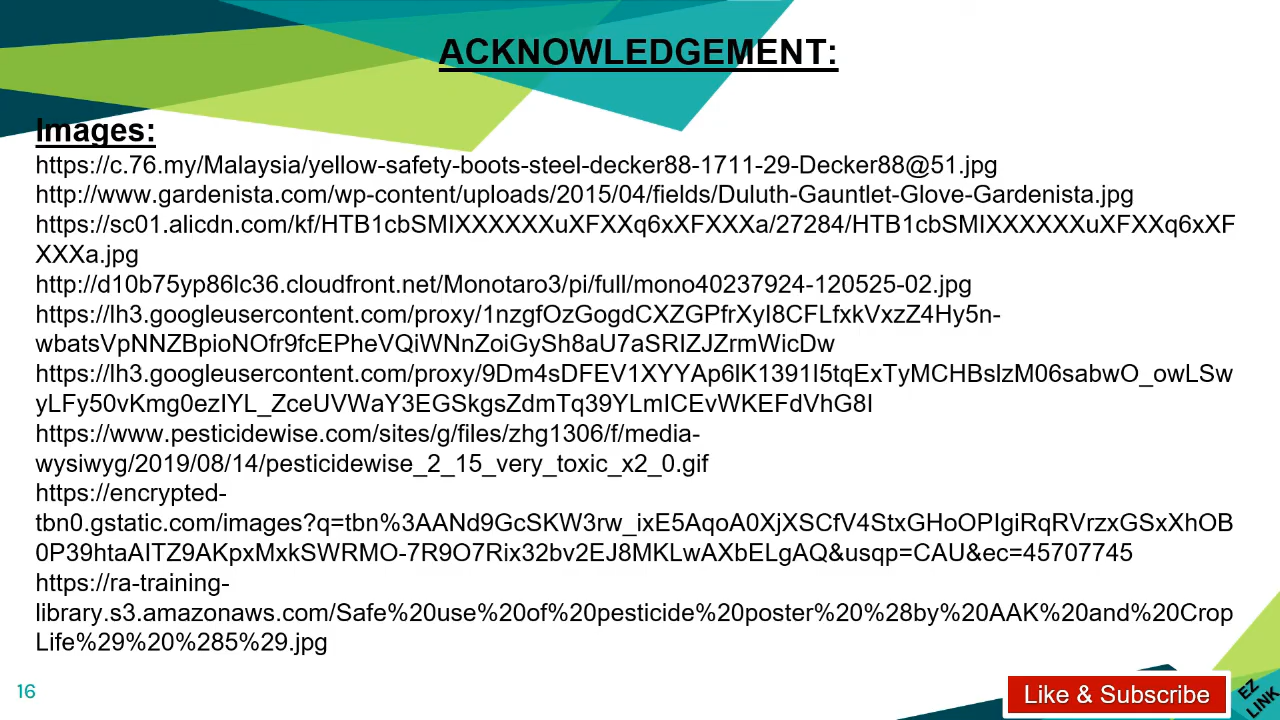 ACKNOWLEDGEMENT:
Images:
https://c.76.my/Malaysia/yellow-safety-boots-steel-decker88-1711-29-Decker88@51.jpg
http://www.gardenista.com/wp-content/uploads/2015/04/fields/Duluth-Gauntlet-Glove-Gardenista.jpg
https://sc01.alicdn.com/kf/HTB1cbSMIXXXXXXuXFXXq6xXFXXXa/27284/HTB1cbSMIXXXXXXuXFXXq6xXF
XXXa.jpg
http://d10b75yp86lc36.cloudfront.net/Monotaro3/pi/full/mono40237924-120525-02.jpg
https://lh3.googleusercontent.com/proxy/1nzgfOzGogdCXZGPfrXyI8CFLfxkVxzZ4Hy5n-
wbatsVpNNZBpioNOfr9fcEPheVQiWNnZoiGySh8aU7aSRIZJZrmWicDw
https://lh3.googleusercontent.com/proxy/9Dm4sDFEV1XYYAp6lK1391I5tqExTyMCHBslzM06sabwO_owLSw
yLFy50vKmg0ezIYL_ZceUVWaY3EGSkgsZdmTq39YLmICEvWKEFdVhG8I
https://www.pesticidewise.com/sites/g/files/zhg1306/f/media-
wysiwyg/2019/08/14/pesticidewise_2_15_very_toxic_x2_0.gif
https://encrypted-
tbn0.gstatic.com/images?q=tbn%3AANd9GcSKW3rw_ixE5AqoA0XjXSCfV4StxGHoOPIgiRqRVrzxGSxXhOB
0P39htaAITZ9AKpxMxkSWRMO-7R9O7Rix32bv2EJ8MKLwAXbELgAQ&usqp=CAU&ec=45707745
https://ra-training-
library.s3.amazonaws.com/Safe%20use%20of%20pesticide%20poster%20%28by%20AAK%20and%20Crop
Life%29%20%285%29.jpg
16
Like & Subscribe
EZ
LINK